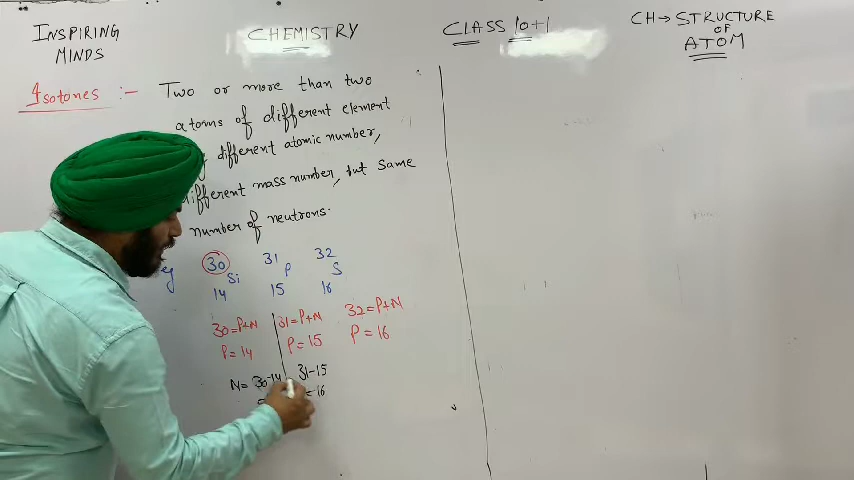 INSPIRING
MINDS
CHEMISTRY
CLASS 10+1
CH→ STRUCTURE
OF
ATOM
Isotones :- Two or more than two
atoms of different element
different atomic number,
different mass number, but same
number of neutrons.
eg 30 31 32
Si P S
14 15 16
30=P+N 31=P+N 32=P+N
P=14 P=15 P=16
N= 30-14 31-15
=16